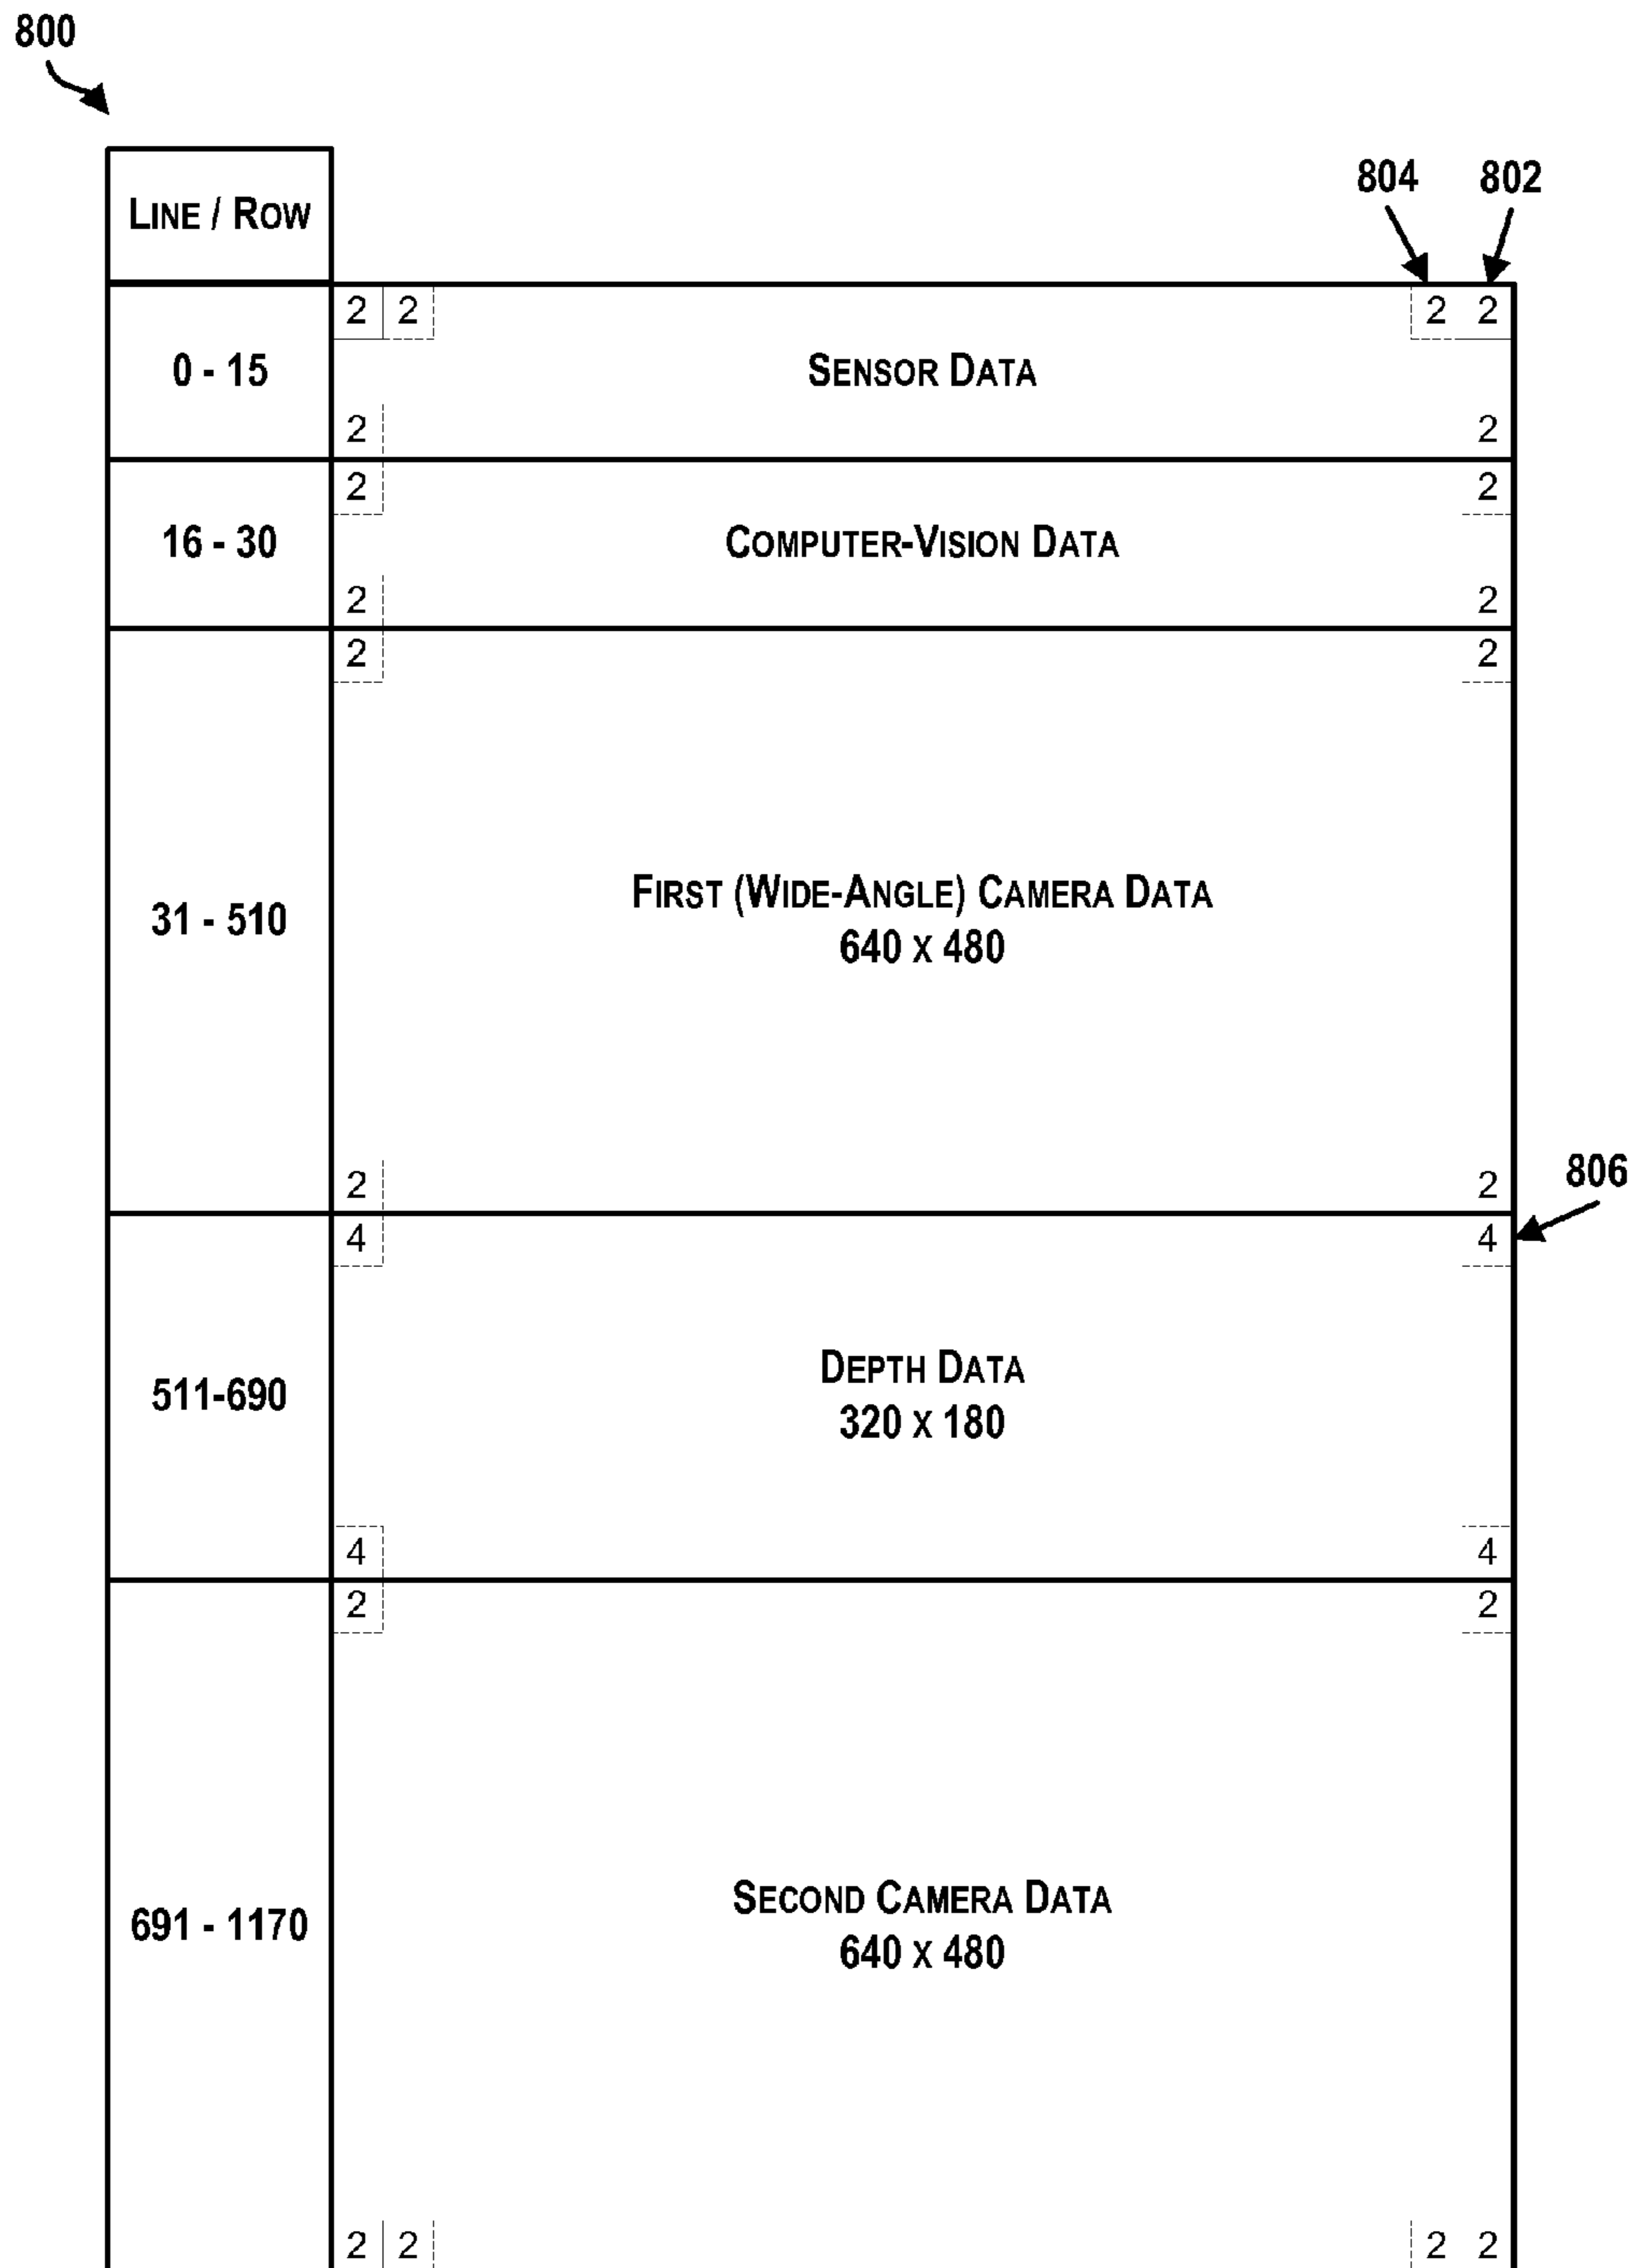 800
LINE / ROW
804 802
2 2 2 2
0 - 15 SENSOR DATA
2 2
2 2
16 - 30 COMPUTER-VISION DATA
2 2
2 2
FIRST (WIDE-ANGLE) CAMERA DATA
31 - 510
640 X 480
806
2 2
4 4
DEPTH DATA
511-690
320 X 180
4 4
2 2
SECOND CAMERA DATA
691 - 1170
640 X 480
2 2 2 2